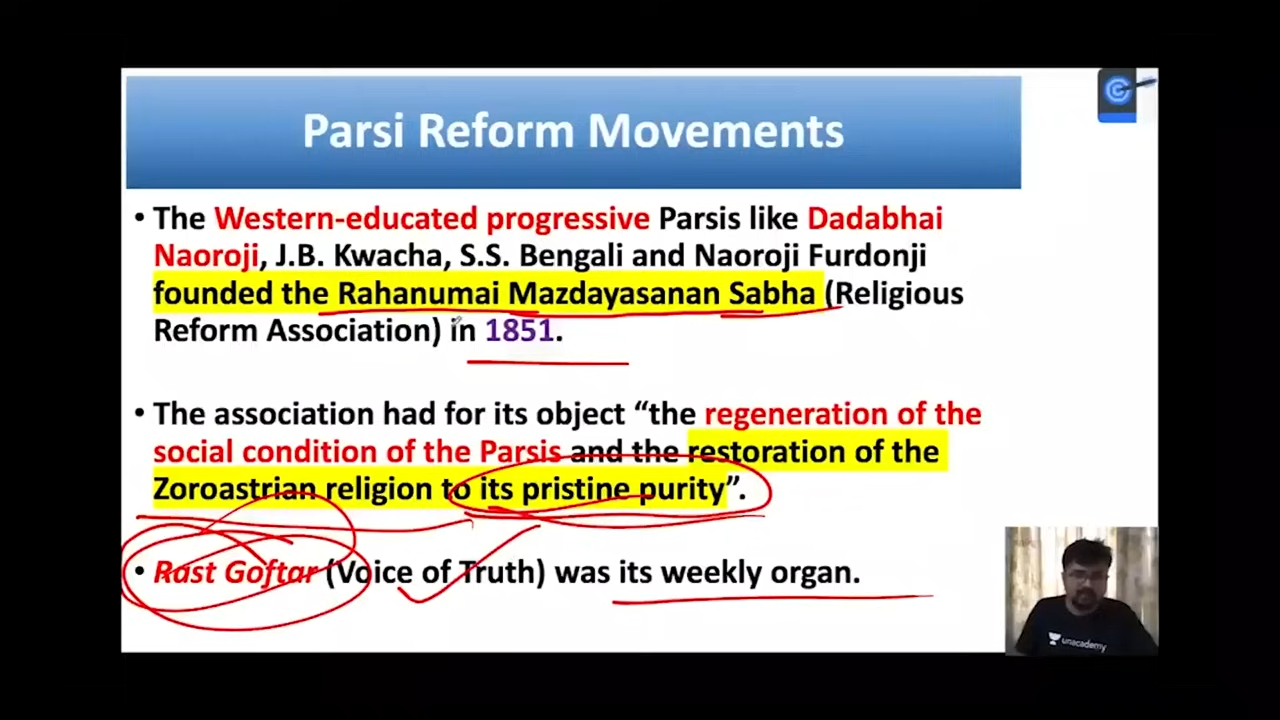 Parsi Reform Movements
• The Western-educated progressive Parsis like Dadabhai
Naoroji, J.B. Kwacha, S.S. Bengali and Naoroji Furdonji
founded the Rahanumai Mazdayasanan Sabha (Religious
Reform Association) in 1851.
• The association had for its object “the regeneration of the
social condition of the Parsis and the restoration of the
Zoroastrian religion to its pristine purity”.
• Rast Goftar (Voice of Truth) was its weekly organ.
unacademy